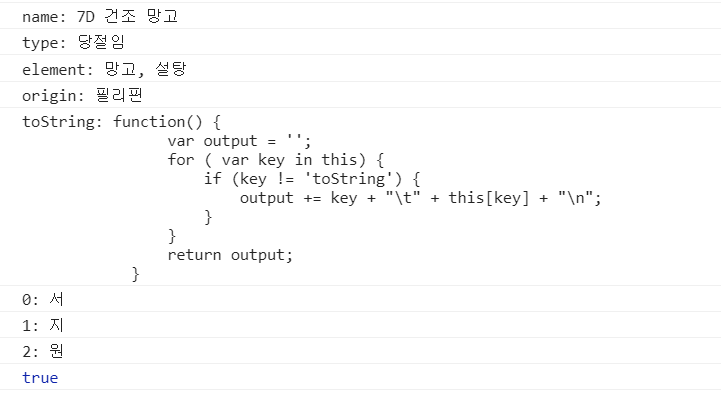 name: 7D 건조 망고
type: 당절임
element: 망고, 설탕
origin: 필리핀
toString: function() {
                var output = '';
                for ( var key in this) {
                    if (key != 'toString') {
                        output += key + "\t" + this[key] + "\n";
                    }
                }
                return output;
            }
0: 서
1: 지
2: 원
true